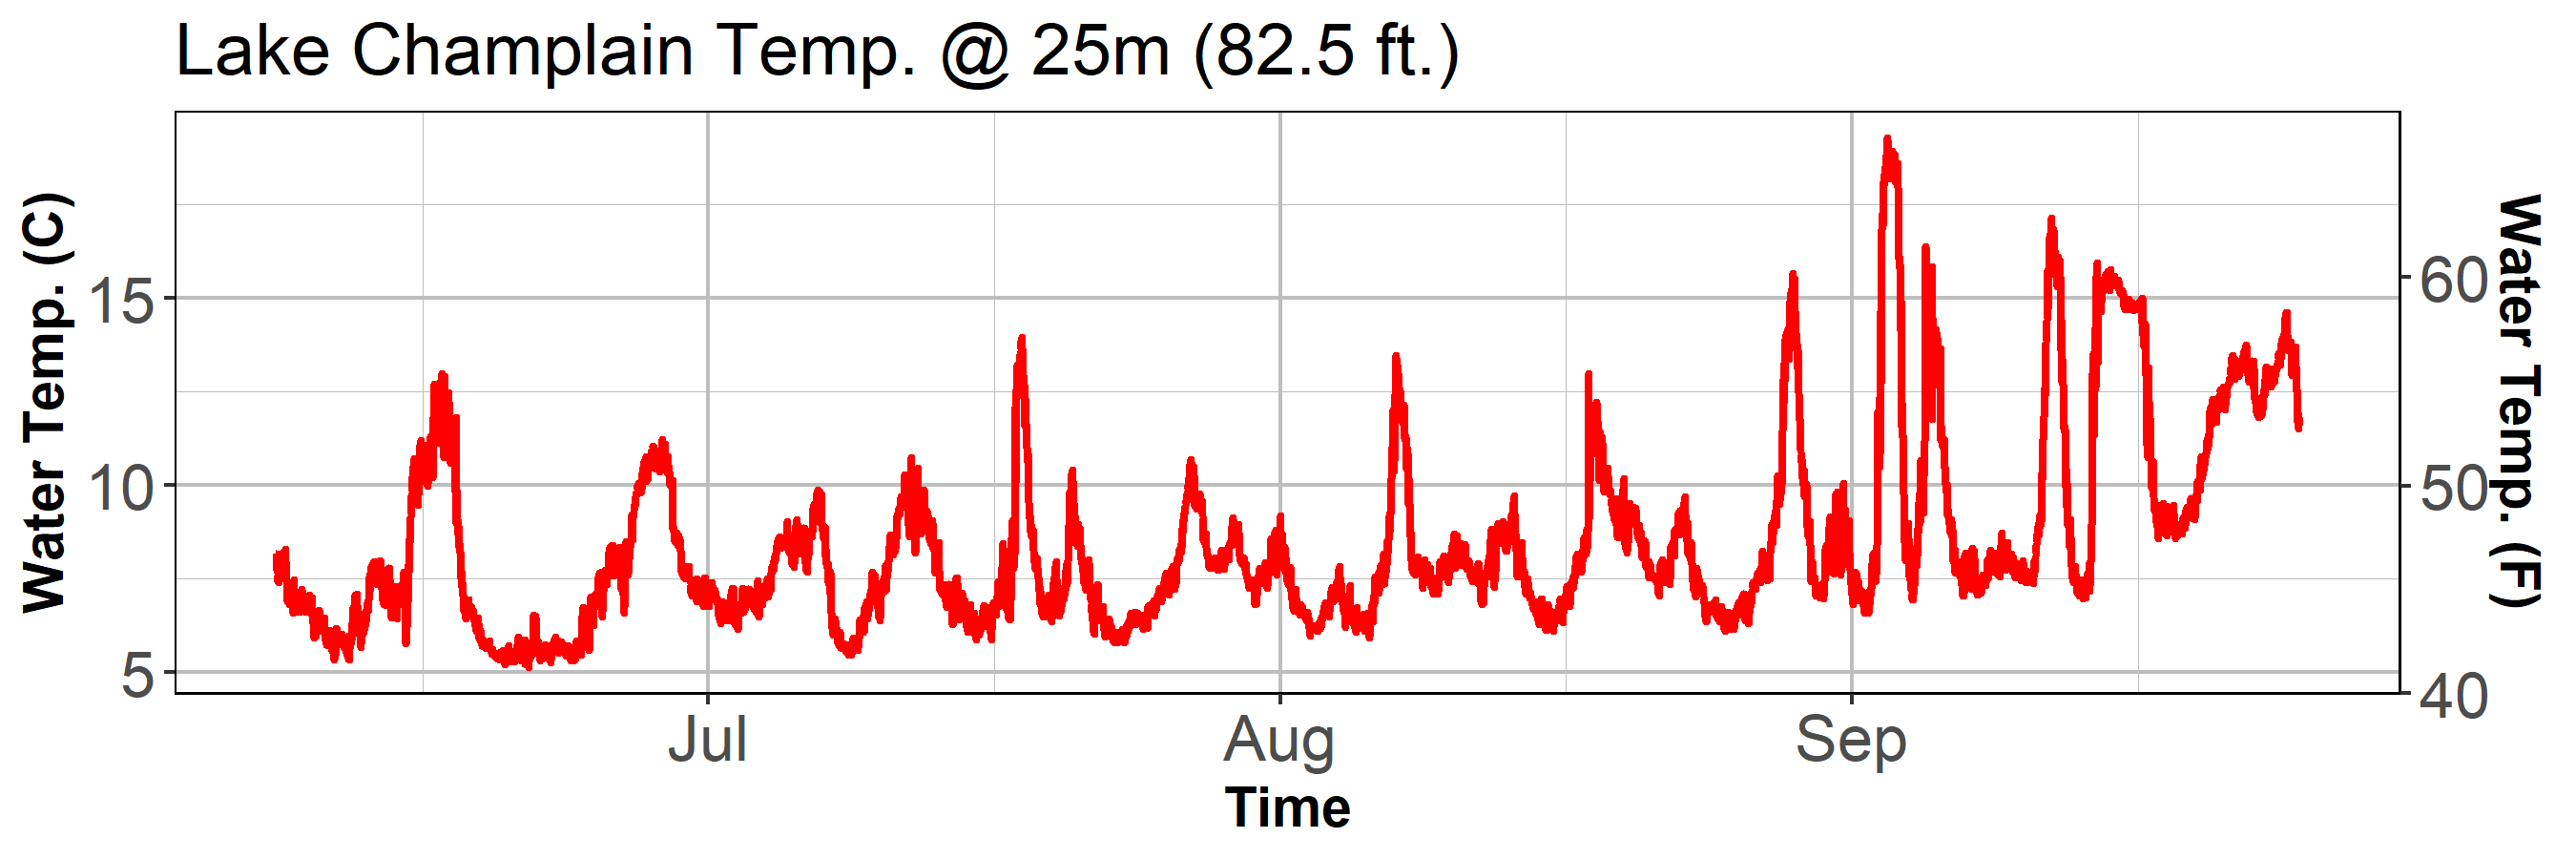 Lake Champlain Temp. @ 25m (82.5 ft.)
Water Temp. (C)
15
10
5
60
50
40
Water Temp. (F)
Jul
Aug
Sep
Time